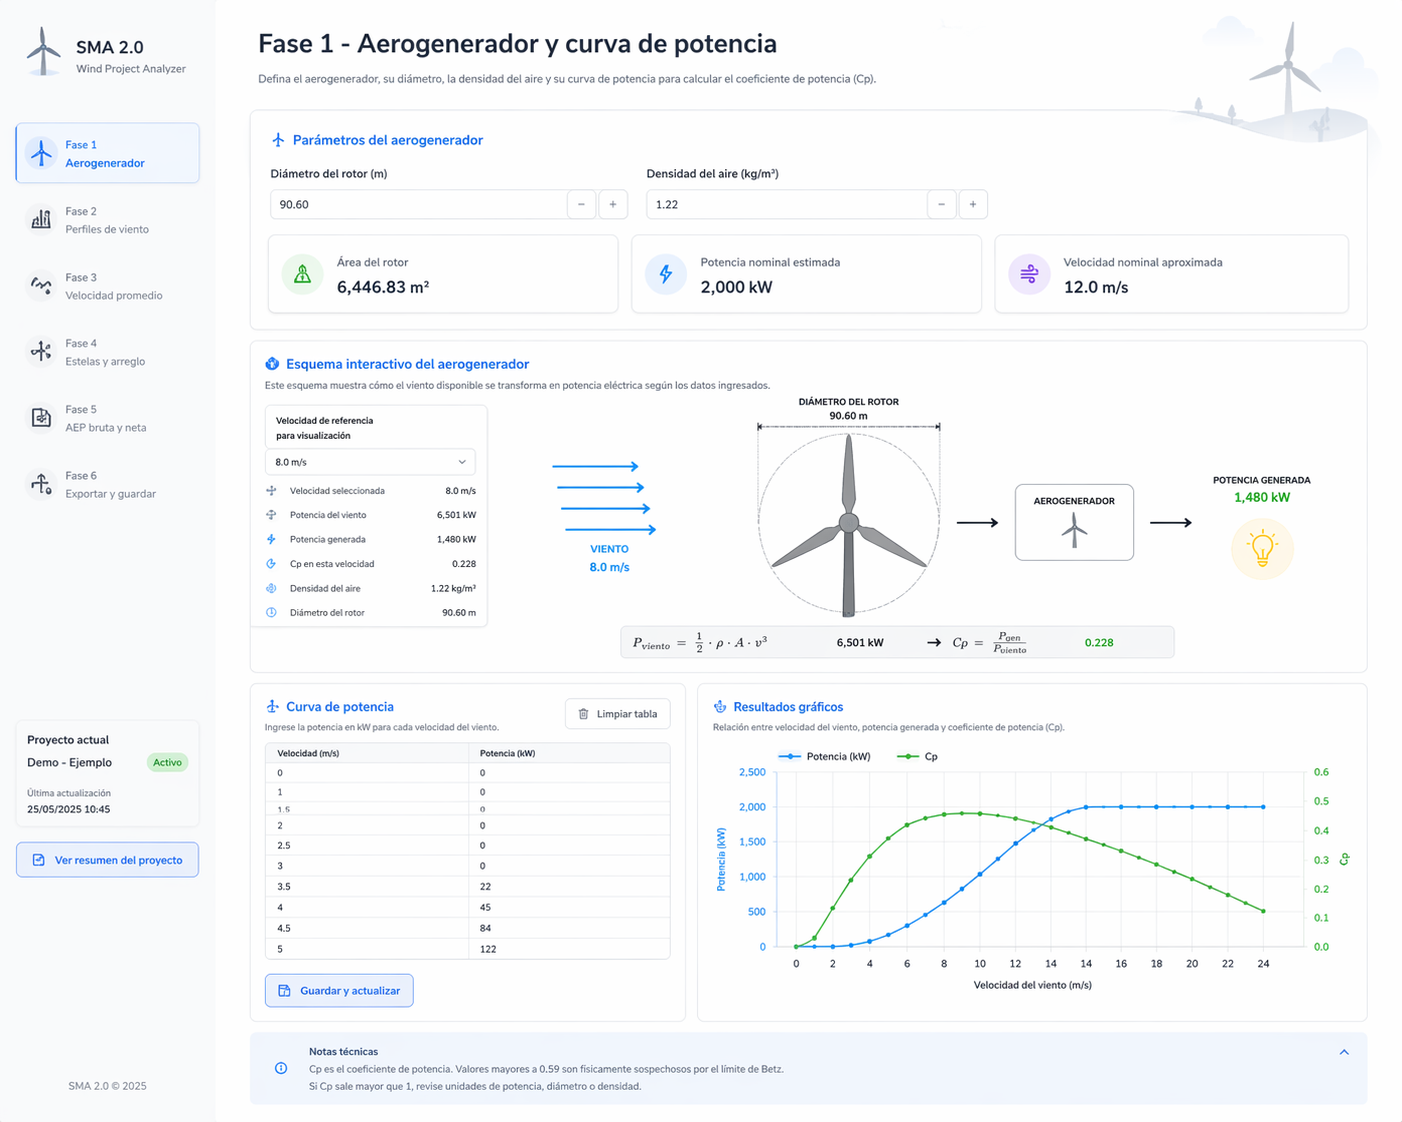 SMA 2.0
Wind Project Analyzer
Fase 1
Aerogenerador
Fase 2
Perfiles de viento
Fase 3
Velocidad promedio
Fase 4
Estelas y arreglo
Fase 5
AEP bruta y neta
Fase 6
Exportar y guardar
Proyecto actual
Demo - Ejemplo Activo
Última actualización
25/05/2025 10:45
Ver resumen del proyecto
SMA 2.0 © 2025
Fase 1 - Aerogenerador y curva de potencia
Defina el aerogenerador, su diámetro, la densidad del aire y su curva de potencia para calcular el coeficiente de potencia (Cp).
Parámetros del aerogenerador
Diámetro del rotor (m) Densidad del aire (kg/m³)
90.60 − + 1.22 − +
Área del rotor
6,446.83 m²
Potencia nominal estimada
2,000 kW
Velocidad nominal aproximada
12.0 m/s
Esquema interactivo del aerogenerador
Este esquema muestra cómo el viento disponible se transforma en potencia eléctrica según los datos ingresados.
Velocidad de referencia
para visualización
8.0 m/s
Velocidad seleccionada 8.0 m/s
Potencia del viento 6,501 kW
Potencia generada 1,480 kW
Cp en esta velocidad 0.228
Densidad del aire 1.22 kg/m³
Diámetro del rotor 90.60 m
VIENTO
8.0 m/s
DIÁMETRO DEL ROTOR
90.60 m
AEROGENERADOR
POTENCIA GENERADA
1,480 kW
P_viento = 1/2 · ρ · A · v³ 6,501 kW → Cρ = P_gen/P_viento 0.228
Curva de potencia
Limpiar tabla
Ingrese la potencia en kW para cada velocidad del viento.
Velocidad (m/s) Potencia (kW)
0 0
1 0
1.5 0
2 0
2.5 0
3 0
3.5 22
4 45
4.5 84
5 122
Guardar y actualizar
Resultados gráficos
Relación entre velocidad del viento, potencia generada y coeficiente de potencia (Cp).
Potencia (kW) Cp
2,500 0.6
0.5
2,000
0.4
1,500
0.3
1,000
0.2
500 0.1
0 0.0
Potencia (kW)
Cp
0 2 4 6 8 10 12 14 14 16 18 20 22 24
Velocidad del viento (m/s)
Notas técnicas
Cp es el coeficiente de potencia. Valores mayores a 0.59 son físicamente sospechosos por el límite de Betz.
Si Cp sale mayor que 1, revise unidades de potencia, diámetro o densidad.